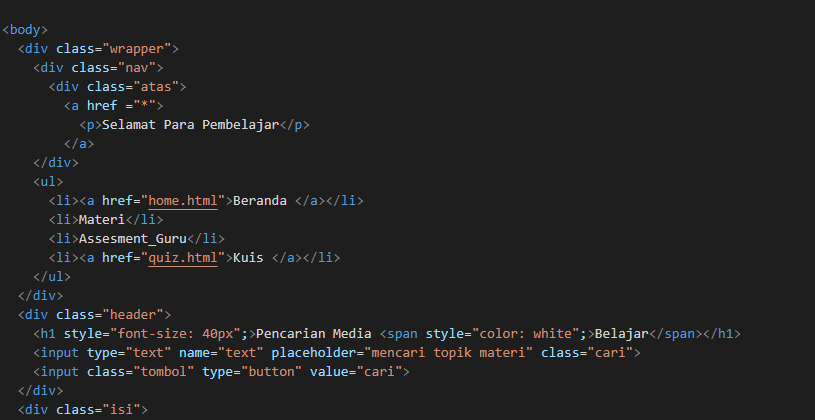 <body>
<div class="wrapper">
<div class="nav">
<div class="atas">
<a href ="*">
<p>Selamat Para Pembelajar</p>
</a>
</div>
<ul>
<li><a href="home.html">Beranda </a></li>
<li>Materi</li>
<li>Assesment_Guru</li>
<li><a href="quiz.html">Kuis </a></li>
</ul>
</div>
<div class="header">
<h1 style="font-size: 40px";>Pencarian Media <span style="color: white";>Belajar</span></h1>
<input type="text" name="text" placeholder="mencari topik materi" class="cari">
<input class="tombol" type="button" value="cari">
</div>
<div class="isi">